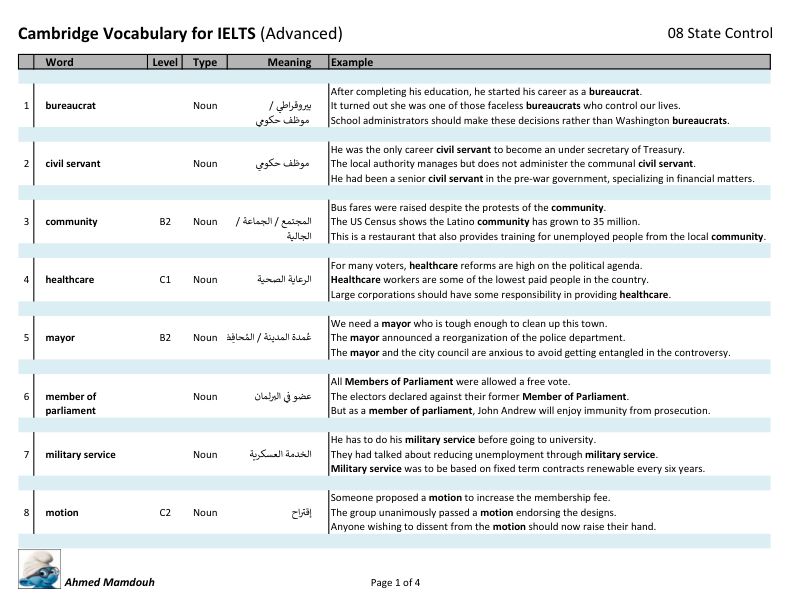 Cambridge Vocabulary for IELTS (Advanced) 08 State Control
Word Level Type Meaning Example
After completing his education, he started his career as a bureaucrat.
1 bureaucrat Noun بيروقراطي / It turned out she was one of those faceless bureaucrats who control our lives.
موظف حكومي School administrators should make these decisions rather than Washington bureaucrats.
He was the only career civil servant to become an under secretary of Treasury.
2 civil servant Noun موظف حكومي The local authority manages but does not administer the communal civil servant.
He had been a senior civil servant in the pre-war government, specializing in financial matters.
Bus fares were raised despite the protests of the community.
3 community B2 Noun المجتمع / الجماعة / The US Census shows the Latino community has grown to 35 million.
الجالية This is a restaurant that also provides training for unemployed people from the local community.
For many voters, healthcare reforms are high on the political agenda.
4 healthcare C1 Noun الرعاية الصحية Healthcare workers are some of the lowest paid people in the country.
Large corporations should have some responsibility in providing healthcare.
We need a mayor who is tough enough to clean up this town.
5 mayor B2 Noun عُمدة المدينة / المُحافِظ The mayor announced a reorganization of the police department.
The mayor and the city council are anxious to avoid getting entangled in the controversy.
All Members of Parliament were allowed a free vote.
6 member of Noun عضو في البرلمان The electors declared against their former Member of Parliament.
parliament But as a member of parliament, John Andrew will enjoy immunity from prosecution.
He has to do his military service before going to university.
7 military service Noun الخدمة العسكرية They had talked about reducing unemployment through military service.
Military service was to be based on fixed term contracts renewable every six years.
Someone proposed a motion to increase the membership fee.
8 motion C2 Noun إقتراح The group unanimously passed a motion endorsing the designs.
Anyone wishing to dissent from the motion should now raise their hand.
Ahmed Mamdouh Page 1 of 4